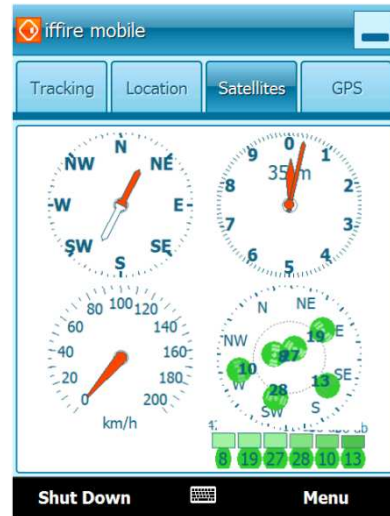 iffire mobile
Tracking Location Satellites GPS
N
NW NE
W E
SW SE
S
0
9 1
8 2
7 3
6 4
5
80 100 120
60 140
40 160
20 180
0 200
km/h
N NE
NW 19 E
27
10 SE
W 13
28
SW S
8 19 27 28 10 13
Shut Down Menu